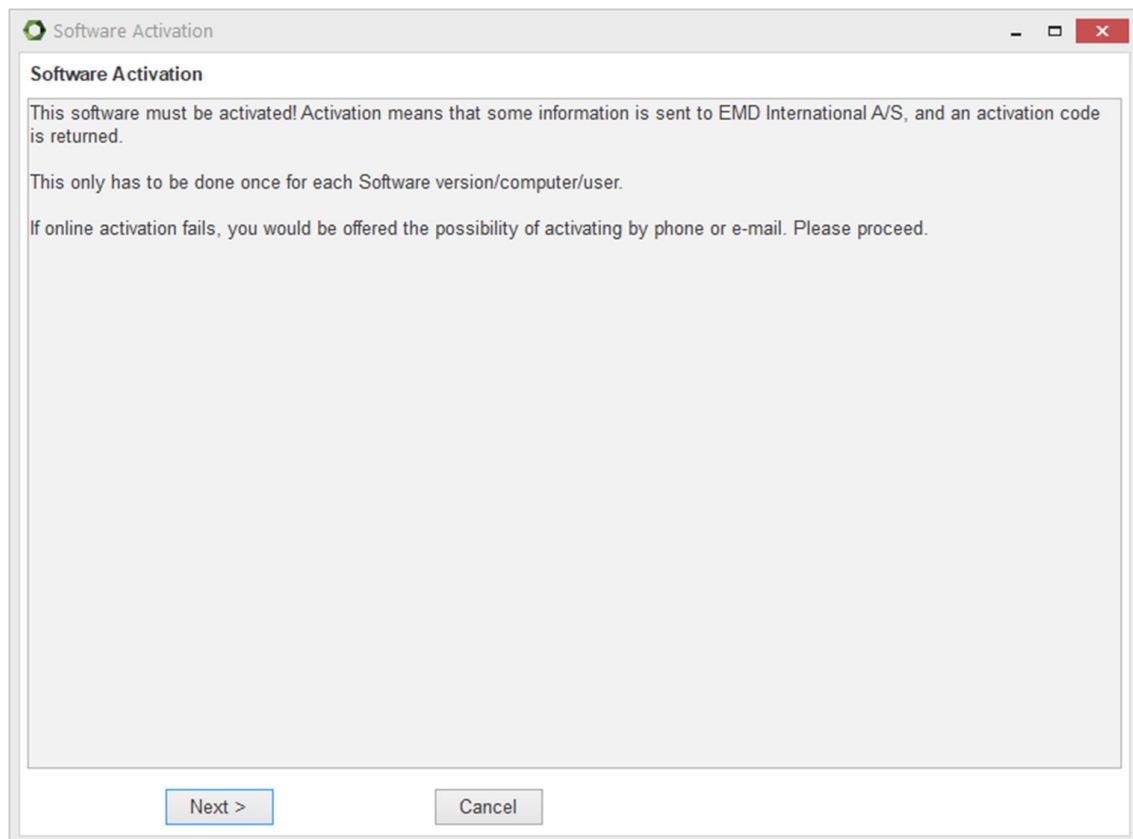 Software Activation
Software Activation
This software must be activated! Activation means that some information is sent to EMD International A/S, and an activation code
is returned.
This only has to be done once for each Software version/computer/user.
If online activation fails, you would be offered the possibility of activating by phone or e-mail. Please proceed.
Next >
Cancel